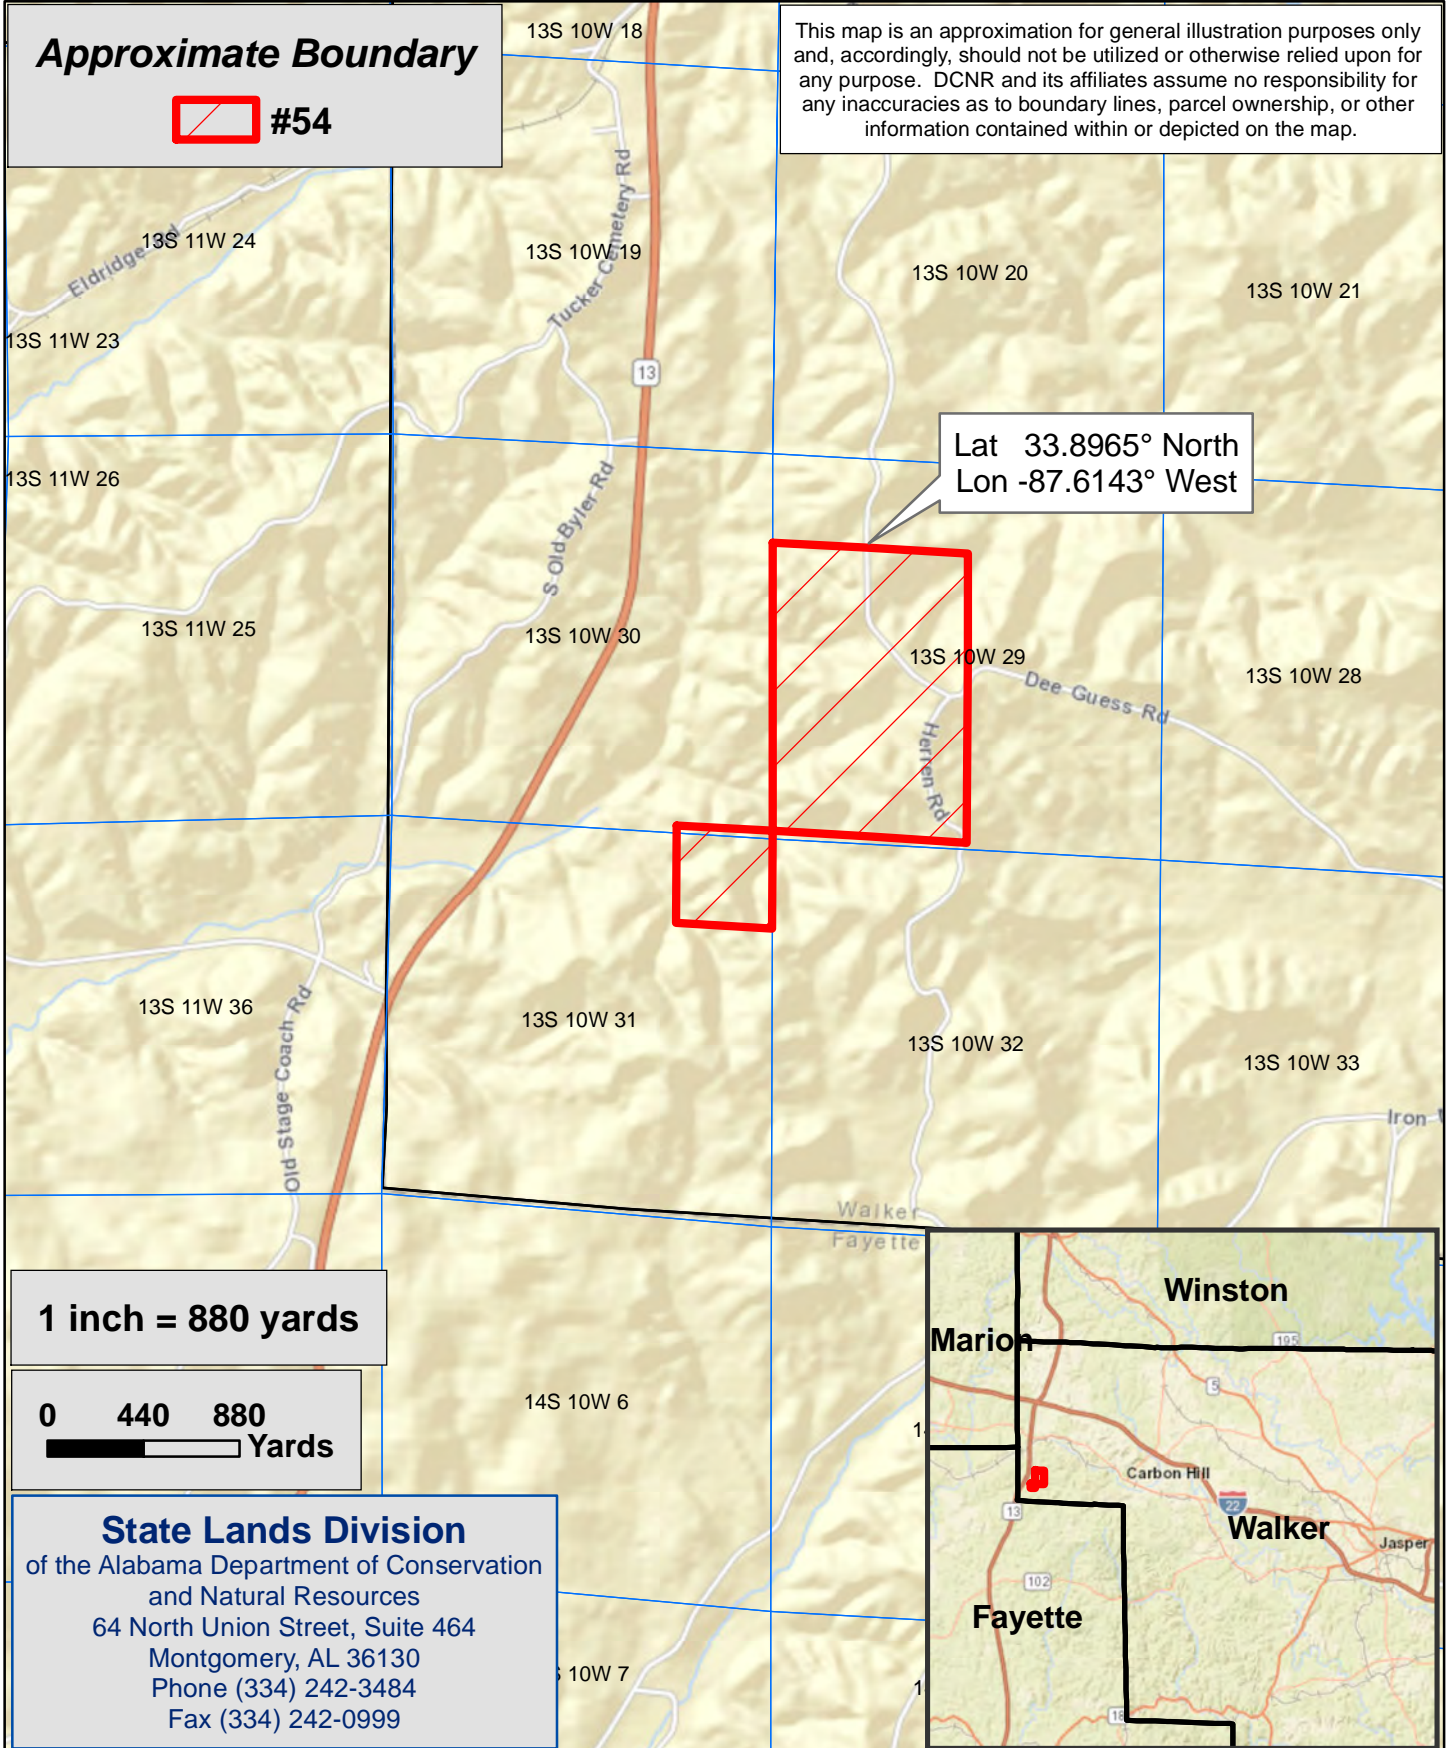 Approximate Boundary
#54
This map is an approximation for general illustration purposes only
and, accordingly, should not be utilized or otherwise relied upon for
any purpose. DCNR and its affiliates assume no responsibility for
any inaccuracies as to boundary lines, parcel ownership, or other
information contained within or depicted on the map.
13S 10W 18
13S 11W 24
Eldridge Rd
13S 11W 23
13S 10W 19
Tucker Cemetery Rd
13S 10W 20
13S 10W 21
13
Lat 33.8965° North
Lon -87.6143° West
13S 11W 26
S Old Byler Rd
13S 11W 25
13S 10W 30
13S 10W 29
Dee Guess Rd
13S 10W 28
Herren Rd
13S 11W 36
Old Stage Coach Rd
13S 10W 31
13S 10W 32
13S 10W 33
Iron
Walker
Fayette
1 inch = 880 yards
0 440 880
Yards
14S 10W 6
10W 7
State Lands Division
of the Alabama Department of Conservation
and Natural Resources
64 North Union Street, Suite 464
Montgomery, AL 36130
Phone (334) 242-3484
Fax (334) 242-0999
Winston
Marion
195
5
Carbon Hill
22
13
Walker
Jasper
102
Fayette
18